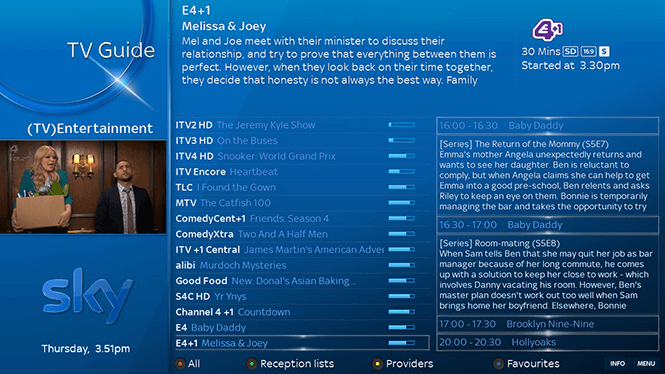 TV Guide
E4+1
Melissa & Joey
Mel and Joe meet with their minister to discuss their
relationship, and try to prove that everything between them is
perfect. However, when they look back on their time together,
they decide that honesty is not always the best way. Family
E4+1
30 Mins SD 16:9 S
Started at 3.30pm
(TV)Entertainment
sky
Thursday, 3.51pm
ITV2 HD The Jeremy Kyle Show
ITV3 HD On the Buses
ITV4 HD Snooker: World Grand Prix
ITV Encore Heartbeat
TLC I Found the Gown
MTV The Catfish 100
ComedyCent+1 Friends: Season 4
ComedyXtra Two And A Half Men
ITV +1 Central James Martin's American Adver
alibi Murdoch Mysteries
Good Food New: Donal's Asian Baking...
S4C HD Yr Ynys
Channel 4 +1 Countdown
E4 Baby Daddy
E4+1 Melissa & Joey
16:00 - 16:30 Baby Daddy
[Series] The Return of the Mommy (S5E7)
Emma's mother Angela unexpectedly returns and
wants to see her daughter. Ben is reluctant to
comply, but when Angela claims she can help to get
Emma into a good pre-school, Ben relents and asks
Riley to keep an eye on them. Bonnie is temporarily
managing the bar and takes the opportunity to try
16:30 - 17:00 Baby Daddy
[Series] Room-mating (S5E8)
When Sam tells Ben that she may quit her job as bar
manager because of her long commute, he comes
up with a solution to keep her close to work - which
involves Danny vacating his room. However, Ben's
master plan doesn't work out too well when Sam
brings home her boyfriend. Elsewhere, Bonnie
17:00 - 17:30 Brooklyn Nine-Nine
20:00 - 20:30 Hollyoaks
All Reception lists Providers Favourites INFO MENU